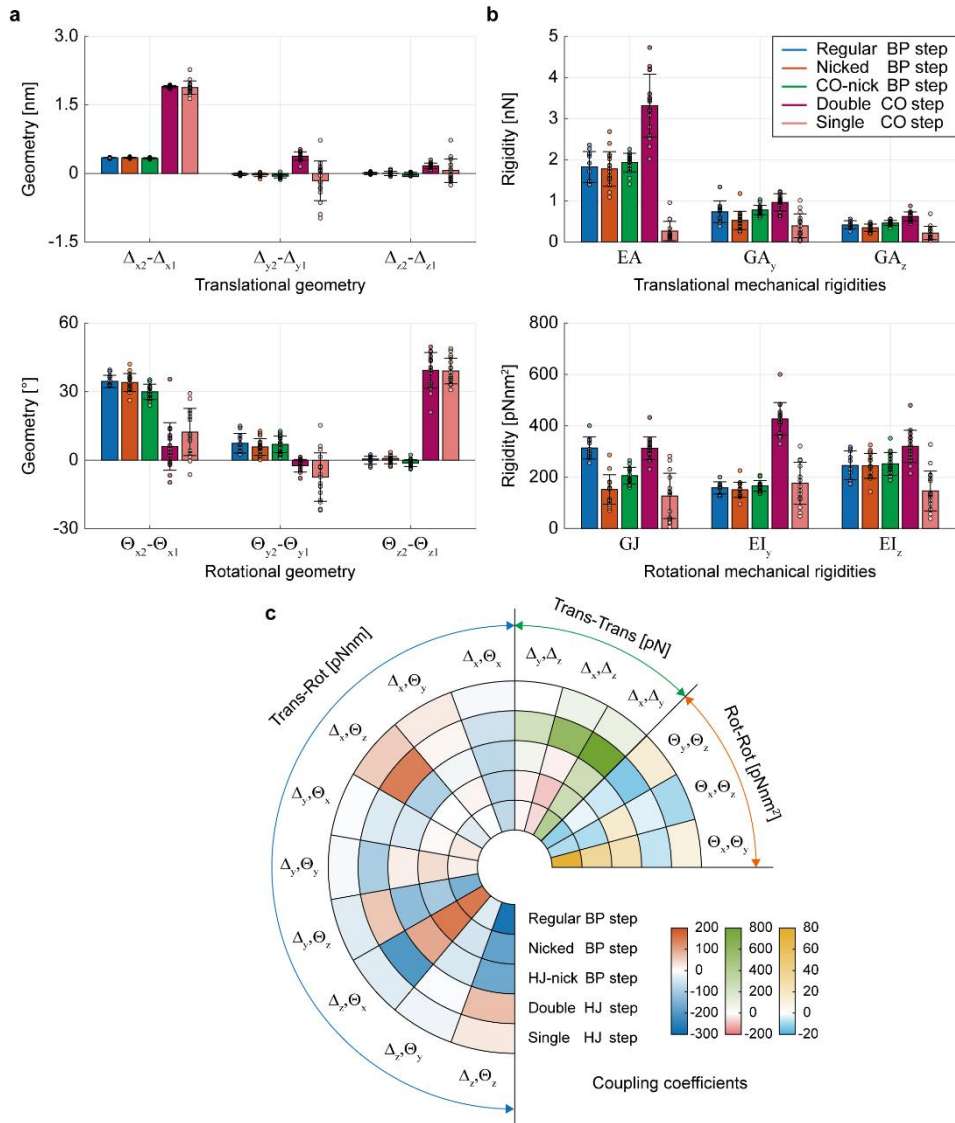 a
Geometry [nm]
3.0
1.5
0
-1.5
Δx2-Δx1
Δy2-Δy1
Δz2-Δz1
Translational geometry
Geometry [°]
60
30
0
-30
Θx2-Θx1
Θy2-Θy1
Θz2-Θz1
Rotational geometry
b
Rigidity [nN]
5
4
3
2
1
0
Regular BP step
Nicked BP step
CO-nick BP step
Double CO step
Single CO step
EA
GAy
GAz
Translational mechanical rigidities
Rigidity [pNnm²]
800
600
400
200
0
GJ
EIy
EIz
Rotational mechanical rigidities
c
Trans-Rot [pNnm]
Trans-Trans [pN]
Rot-Rot [pNnm²]
Δx,Θx
Δx,Θy
Δx,Θz
Δy,Θx
Δy,Θy
Δy,Θz
Δz,Θx
Δz,Θy
Δz,Θz
Δy,Δz
Δx,Δz
Δx,Δy
Θy,Θz
Θx,Θz
Θx,Θy
Regular BP step
Nicked BP step
HJ-nick BP step
Double HJ step
Single HJ step
200
100
0
-100
-200
-300
800
600
400
200
0
-200
80
60
40
20
0
-20
Coupling coefficients